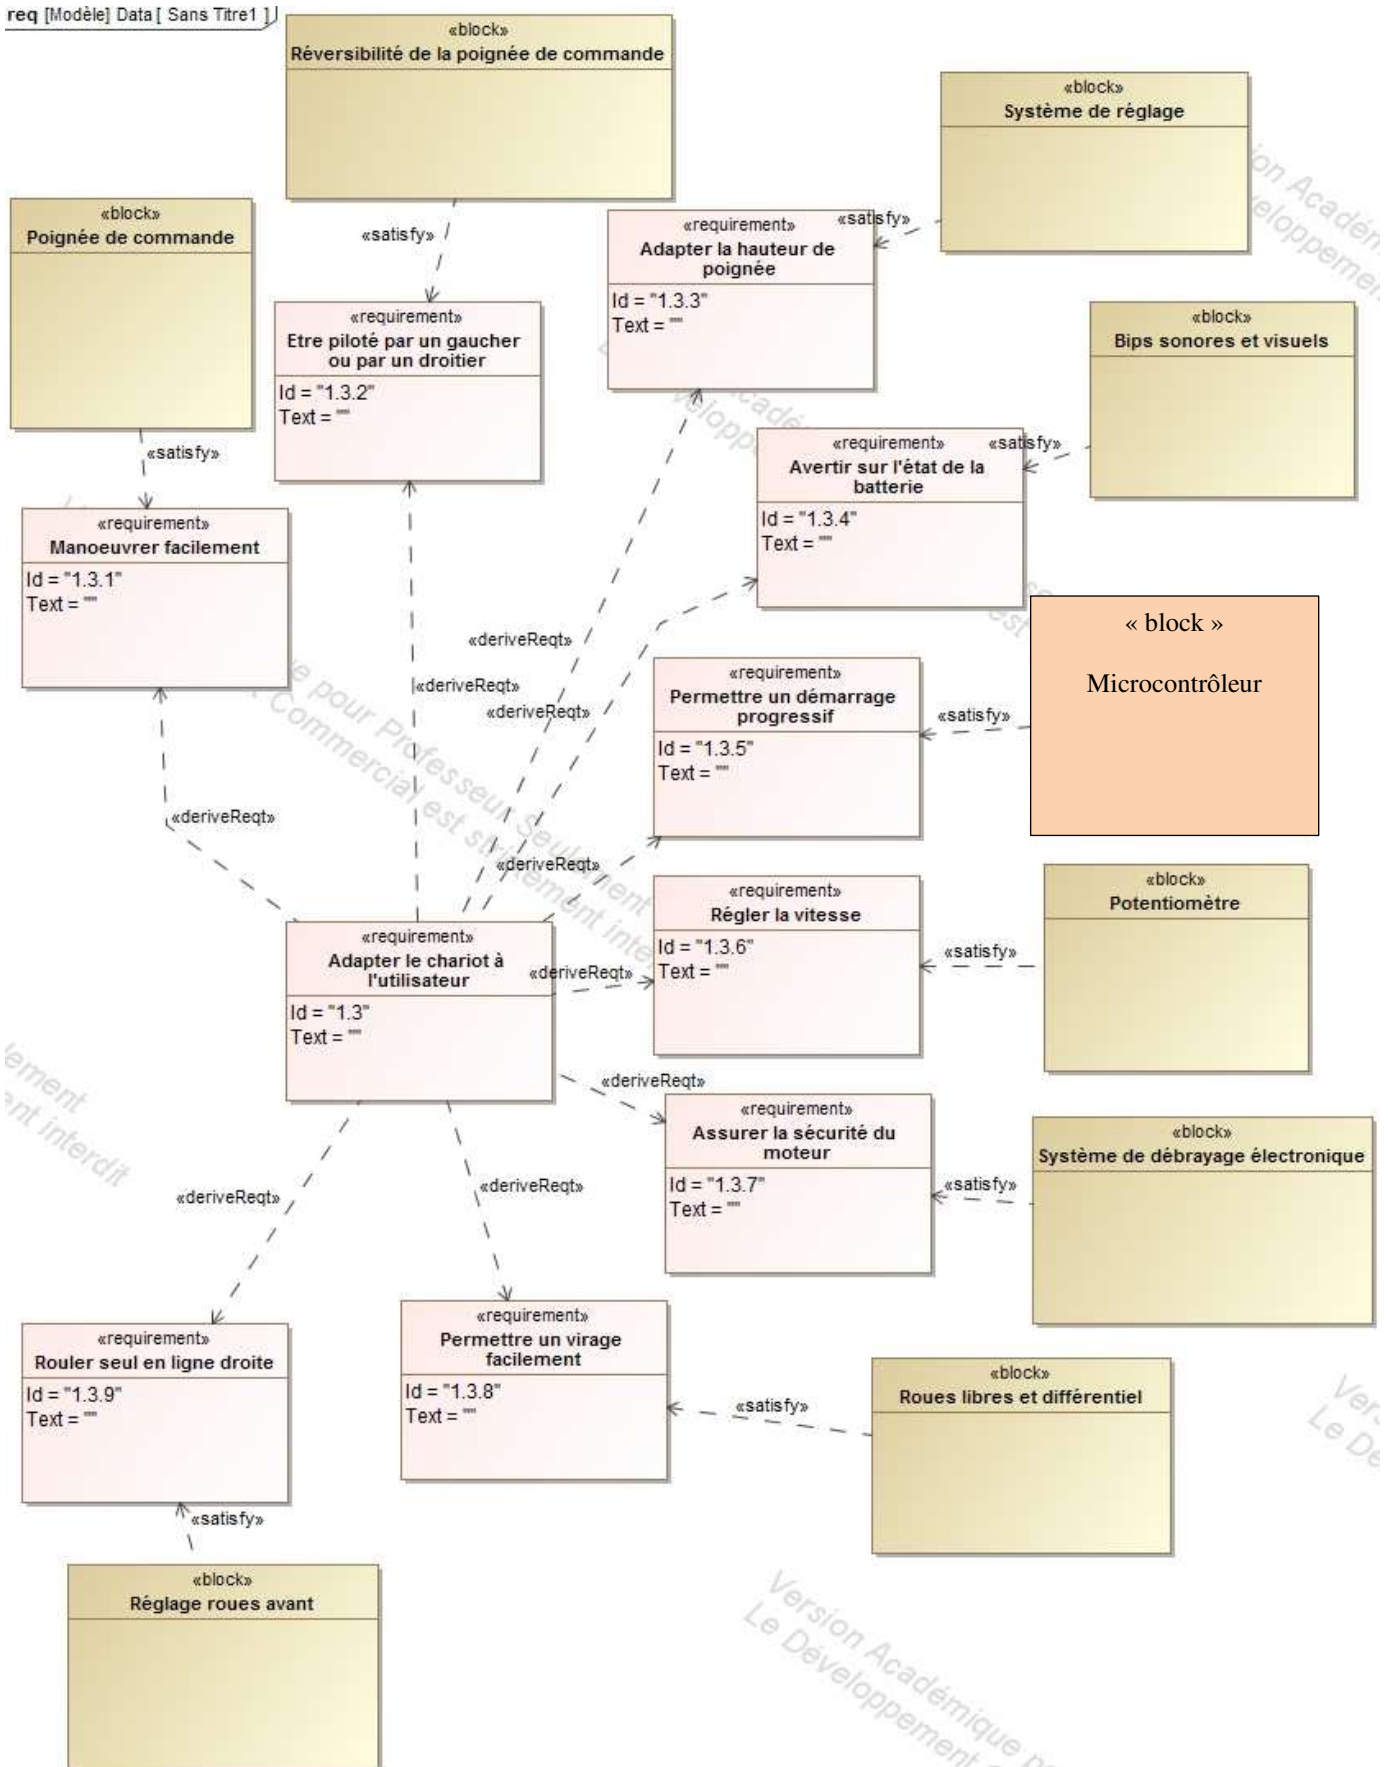 req [Modèle] Data [ Sans Titre1 ]
«block»
Réversibilité de la poignée de commande
«block»
Système de réglage
«block»
Poignée de commande
«satisfy»
«requirement»
Adapter la hauteur de
poignée
Id = "1.3.3"
Text = ""
«satisfy»
«requirement»
Etre piloté par un gaucher
ou par un droitier
Id = "1.3.2"
Text = ""
«block»
Bips sonores et visuels
«satisfy»
«requirement»
Avertir sur l'état de la
batterie
Id = "1.3.4"
Text = ""
«satisfy»
«requirement»
Manoeuvrer facilement
Id = "1.3.1"
Text = ""
« block »
Microcontrôleur
«deriveReqt»
«deriveReqt»
«deriveReqt»
«requirement»
Permettre un démarrage
progressif
Id = "1.3.5"
Text = ""
«satisfy»
«deriveReqt»
«deriveReqt»
«requirement»
Régler la vitesse
Id = "1.3.6"
Text = ""
«satisfy»
«block»
Potentiomètre
«requirement»
Adapter le chariot à
l'utilisateur
Id = "1.3"
Text = ""
«deriveReqt»
«deriveReqt»
«requirement»
Assurer la sécurité du
moteur
Id = "1.3.7"
Text = ""
«satisfy»
«block»
Système de débrayage électronique
«deriveReqt»
«deriveReqt»
«requirement»
Rouler seul en ligne droite
Id = "1.3.9"
Text = ""
«requirement»
Permettre un virage
facilement
Id = "1.3.8"
Text = ""
«satisfy»
«block»
Roues libres et différentiel
«satisfy»
«block»
Réglage roues avant
Version Académique
Le Développement